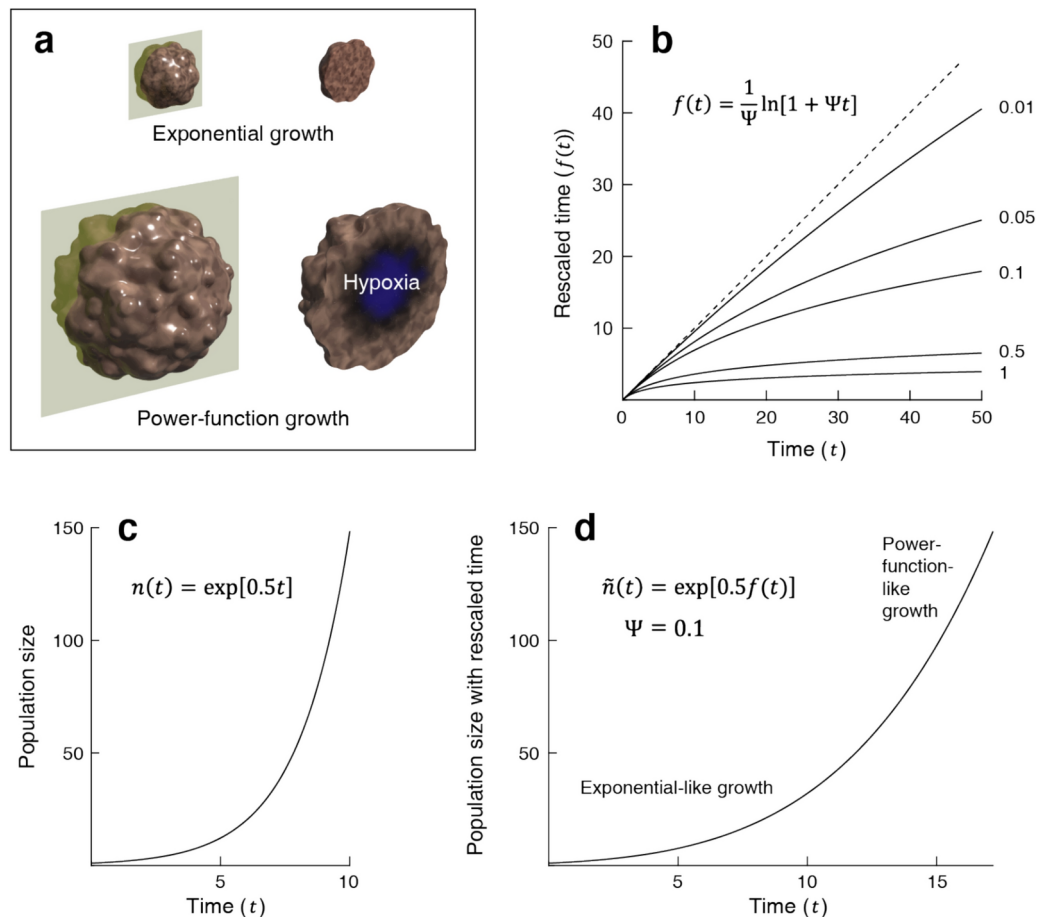 a
Exponential growth
Hypoxia
Power-function growth
b
f(t) = 1/Ψ ln[1 + Ψt]
Rescaled time (f(t))
50
40
30
20
10
0
10
20
30
40
50
Time (t)
0.01
0.05
0.1
0.5
1
c
n(t) = exp[0.5t]
Population size
150
100
50
5
10
Time (t)
d
ñ(t) = exp[0.5f(t)]
Ψ = 0.1
Power-
function-
like
growth
Exponential-like growth
Population size with rescaled time
150
100
50
5
10
15
Time (t)